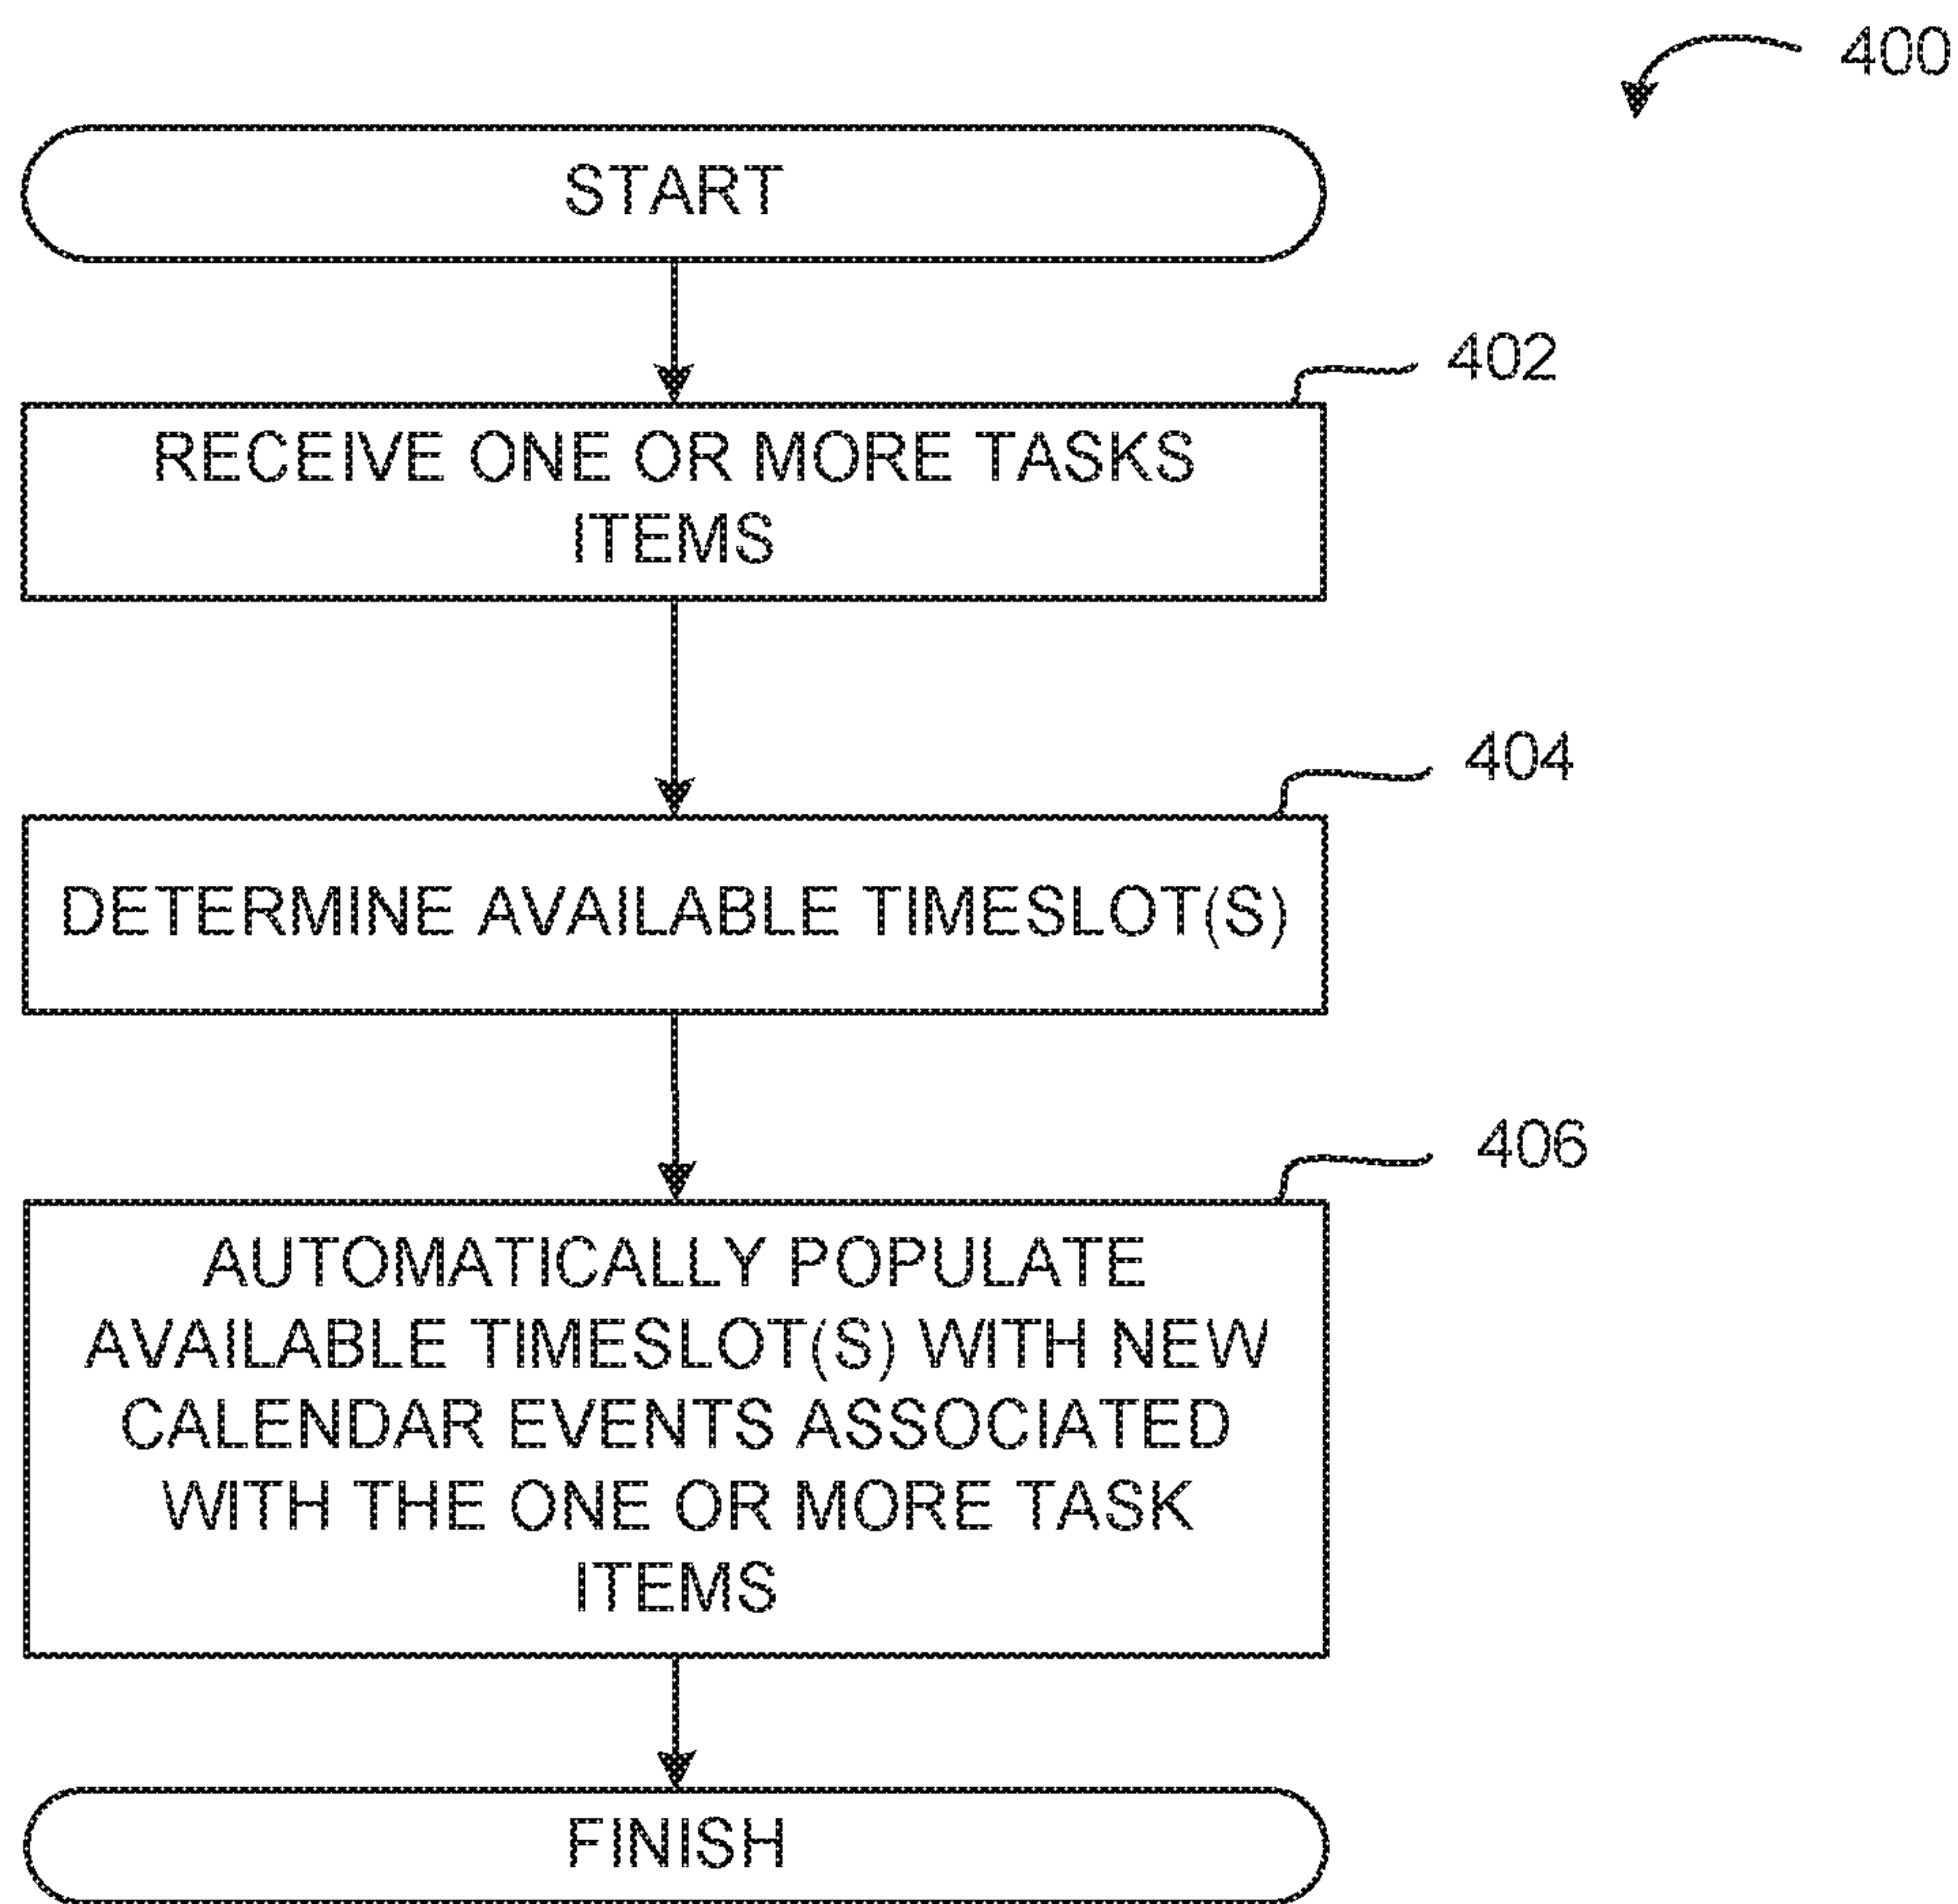 400
START
402
RECEIVE ONE OR MORE TASKS
ITEMS
404
DETERMINE AVAILABLE TIMESLOT(S)
406
AUTOMATICALLY POPULATE
AVAILABLE TIMESLOT(S) WITH NEW
CALENDAR EVENTS ASSOCIATED
WITH THE ONE OR MORE TASK
ITEMS
FINISH